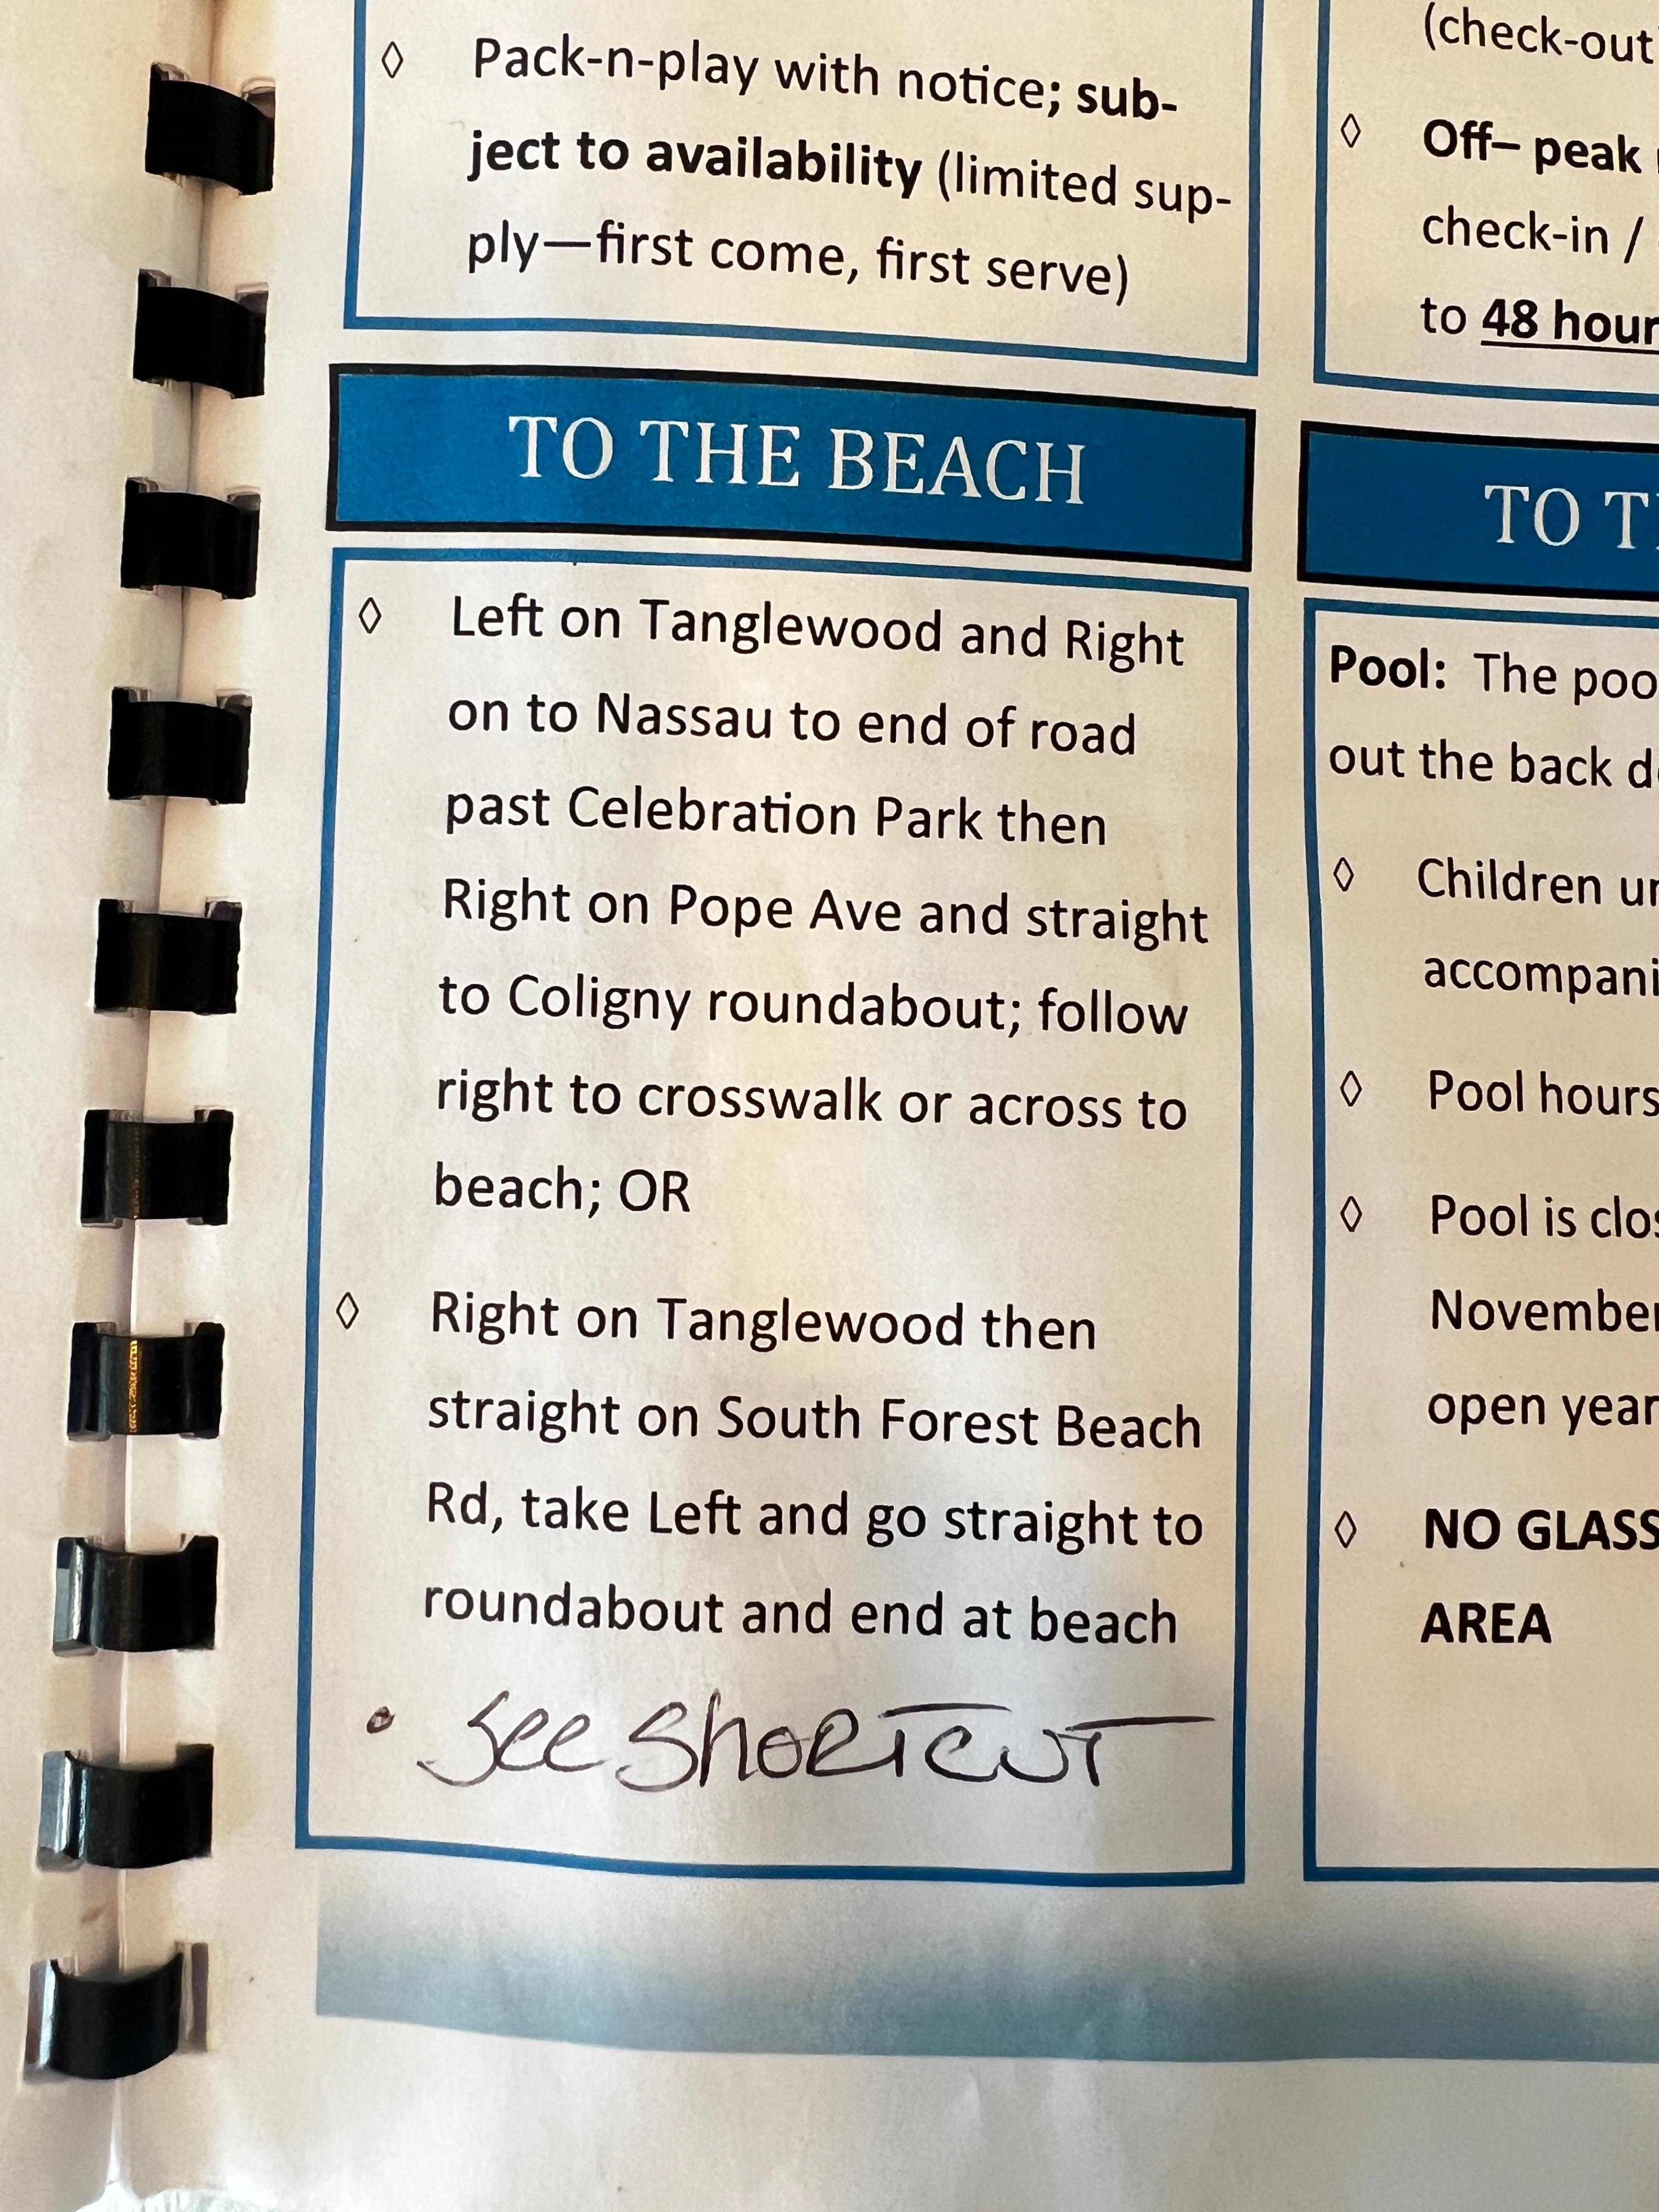 ◊ Pack-n-play with notice; sub-
ject to availability (limited sup-
ply—first come, first serve)
TO THE BEACH
◊ Left on Tanglewood and Right
on to Nassau to end of road
past Celebration Park then
Right on Pope Ave and straight
to Coligny roundabout; follow
right to crosswalk or across to
beach; OR
◊ Right on Tanglewood then
straight on South Forest Beach
Rd, take Left and go straight to
roundabout and end at beach
• See ShoRTcuT
(check-out
◊ Off– peak
check-in /
to 48 hour
TO T
Pool: The poo
out the back d
◊ Children u
accompani
◊ Pool hours
◊ Pool is clos
November
open year
◊ NO GLASS
AREA